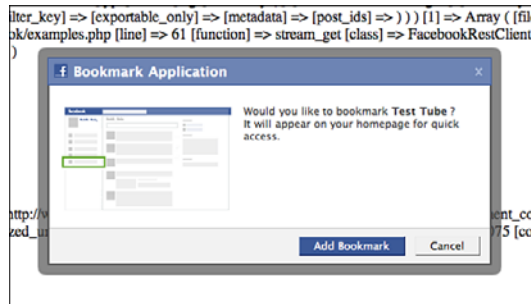 ilter_key] => [exportable_only] => [metadata] => [post_ids] => ) ) ) [1] => Array ( [fil
ok/examples.php [line] => 61 [function] => stream_get [class] => FacebookRestClient
)
f Bookmark Application x
Would you like to bookmark Test Tube ?
It will appear on your homepage for quick
access.
http://w
ent_co
zed_u
075 [co
Add Bookmark Cancel